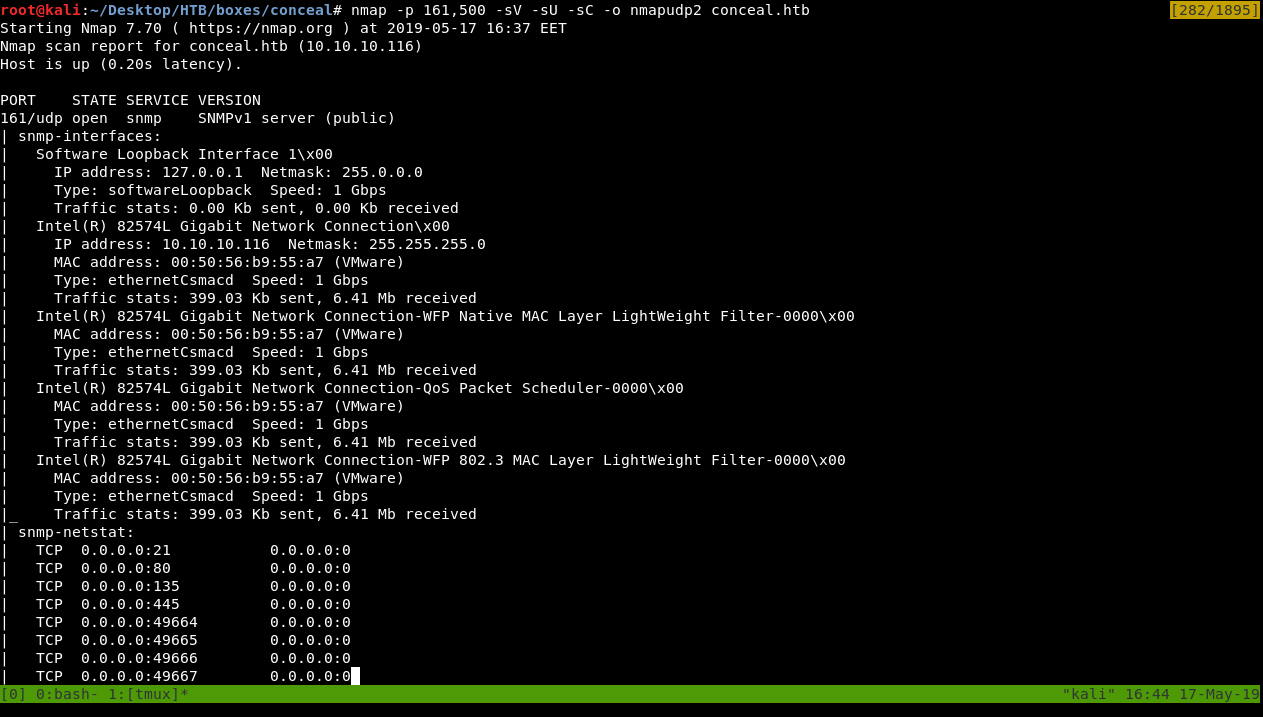 root@kali:~/Desktop/HTB/boxes/conceal# nmap -p 161,500 -sV -sU -sC -o nmapudp2 conceal.htb [282/1895]
Starting Nmap 7.70 ( https://nmap.org ) at 2019-05-17 16:37 EET
Nmap scan report for conceal.htb (10.10.10.116)
Host is up (0.20s latency).

PORT    STATE SERVICE VERSION
161/udp open  snmp    SNMPv1 server (public)
| snmp-interfaces:
|   Software Loopback Interface 1\x00
|     IP address: 127.0.0.1  Netmask: 255.0.0.0
|     Type: softwareLoopback  Speed: 1 Gbps
|     Traffic stats: 0.00 Kb sent, 0.00 Kb received
|   Intel(R) 82574L Gigabit Network Connection\x00
|     IP address: 10.10.10.116  Netmask: 255.255.255.0
|     MAC address: 00:50:56:b9:55:a7 (VMware)
|     Type: ethernetCsmacd  Speed: 1 Gbps
|     Traffic stats: 399.03 Kb sent, 6.41 Mb received
|   Intel(R) 82574L Gigabit Network Connection-WFP Native MAC Layer LightWeight Filter-0000\x00
|     MAC address: 00:50:56:b9:55:a7 (VMware)
|     Type: ethernetCsmacd  Speed: 1 Gbps
|     Traffic stats: 399.03 Kb sent, 6.41 Mb received
|   Intel(R) 82574L Gigabit Network Connection-QoS Packet Scheduler-0000\x00
|     MAC address: 00:50:56:b9:55:a7 (VMware)
|     Type: ethernetCsmacd  Speed: 1 Gbps
|     Traffic stats: 399.03 Kb sent, 6.41 Mb received
|   Intel(R) 82574L Gigabit Network Connection-WFP 802.3 MAC Layer LightWeight Filter-0000\x00
|     MAC address: 00:50:56:b9:55:a7 (VMware)
|     Type: ethernetCsmacd  Speed: 1 Gbps
|_    Traffic stats: 399.03 Kb sent, 6.41 Mb received
| snmp-netstat:
|   TCP  0.0.0.0:21           0.0.0.0:0
|   TCP  0.0.0.0:80           0.0.0.0:0
|   TCP  0.0.0.0:135          0.0.0.0:0
|   TCP  0.0.0.0:445          0.0.0.0:0
|   TCP  0.0.0.0:49664        0.0.0.0:0
|   TCP  0.0.0.0:49665        0.0.0.0:0
|   TCP  0.0.0.0:49666        0.0.0.0:0
|   TCP  0.0.0.0:49667        0.0.0.0:0
[0] 0:bash- 1:[tmux]* "kali" 16:44 17-May-19